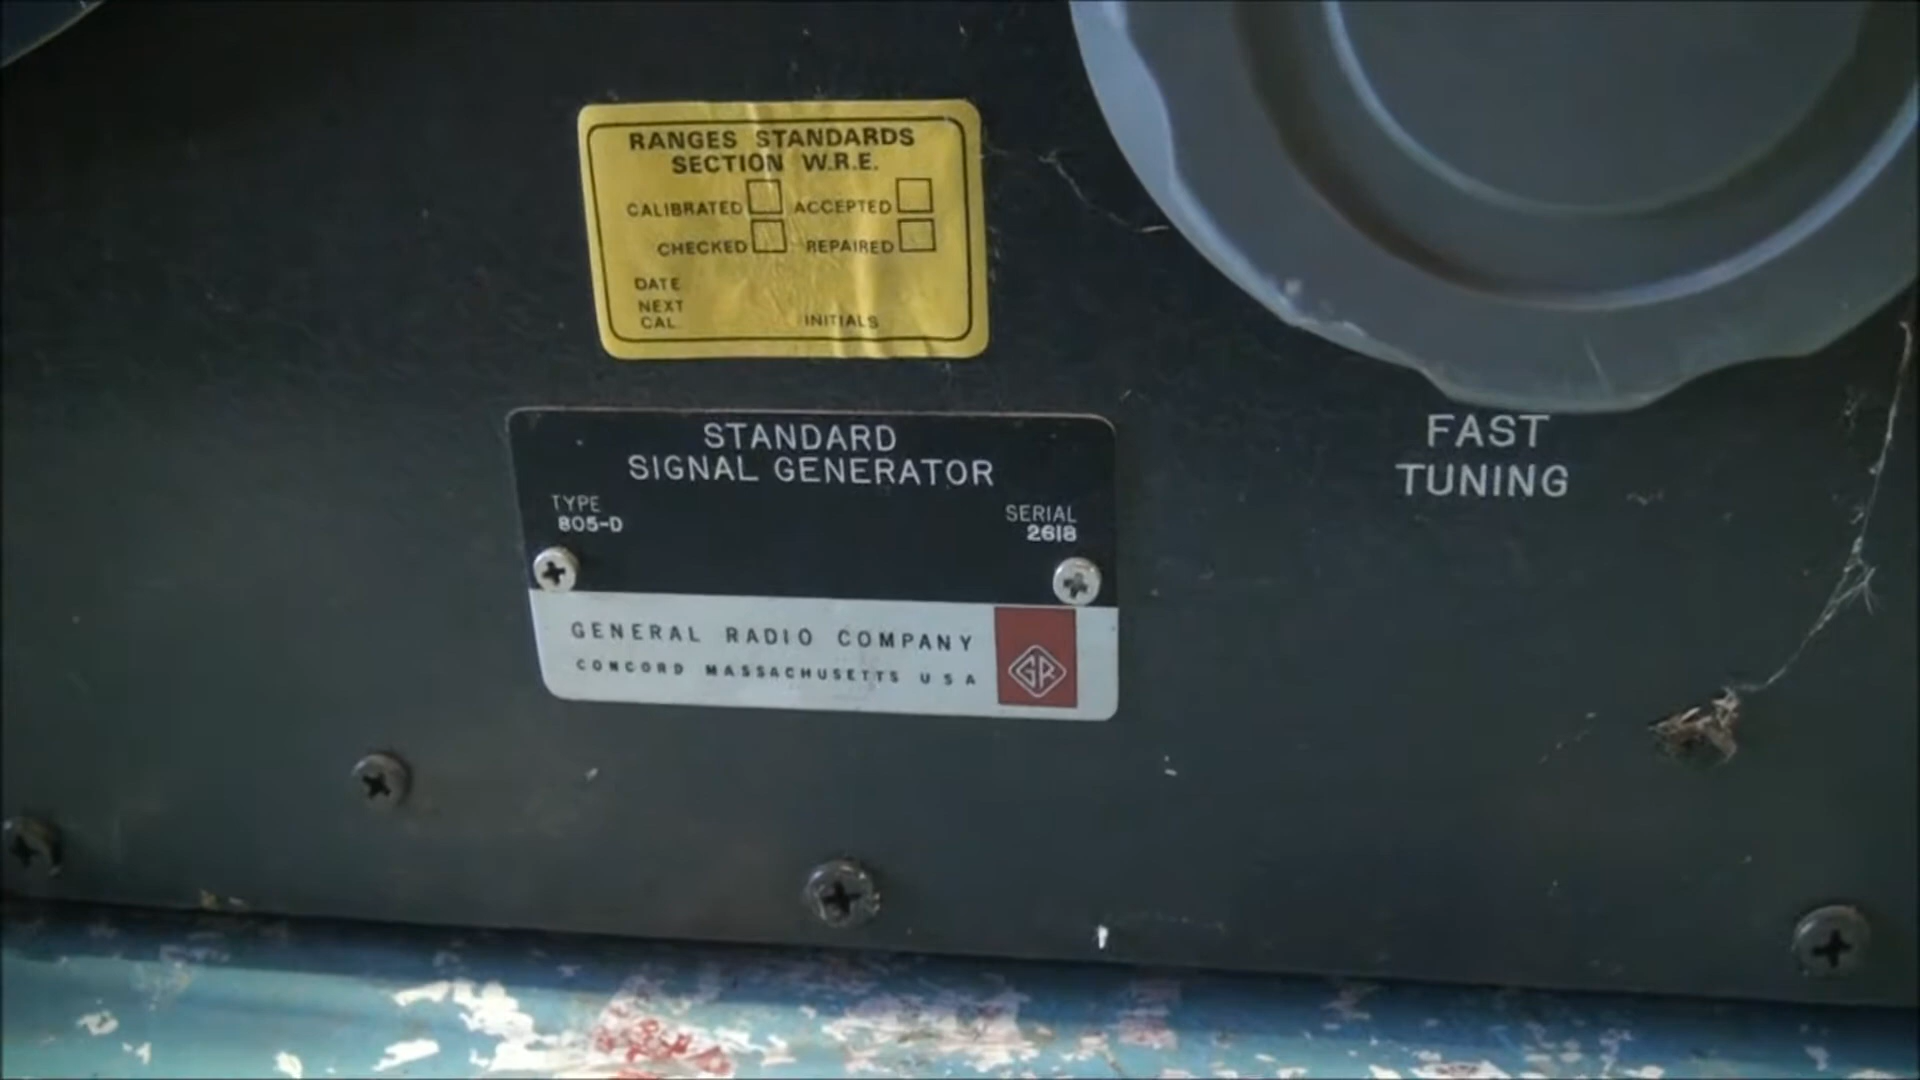 RANGES STANDARDS
SECTION W.R.E.
CALIBRATED ACCEPTED
CHECKED REPAIRED
DATE
NEXT
CAL. INITIALS
STANDARD
SIGNAL GENERATOR
TYPE SERIAL
805-D 2618
GENERAL RADIO COMPANY
CONCORD MASSACHUSETTS USA
GR
FAST
TUNING